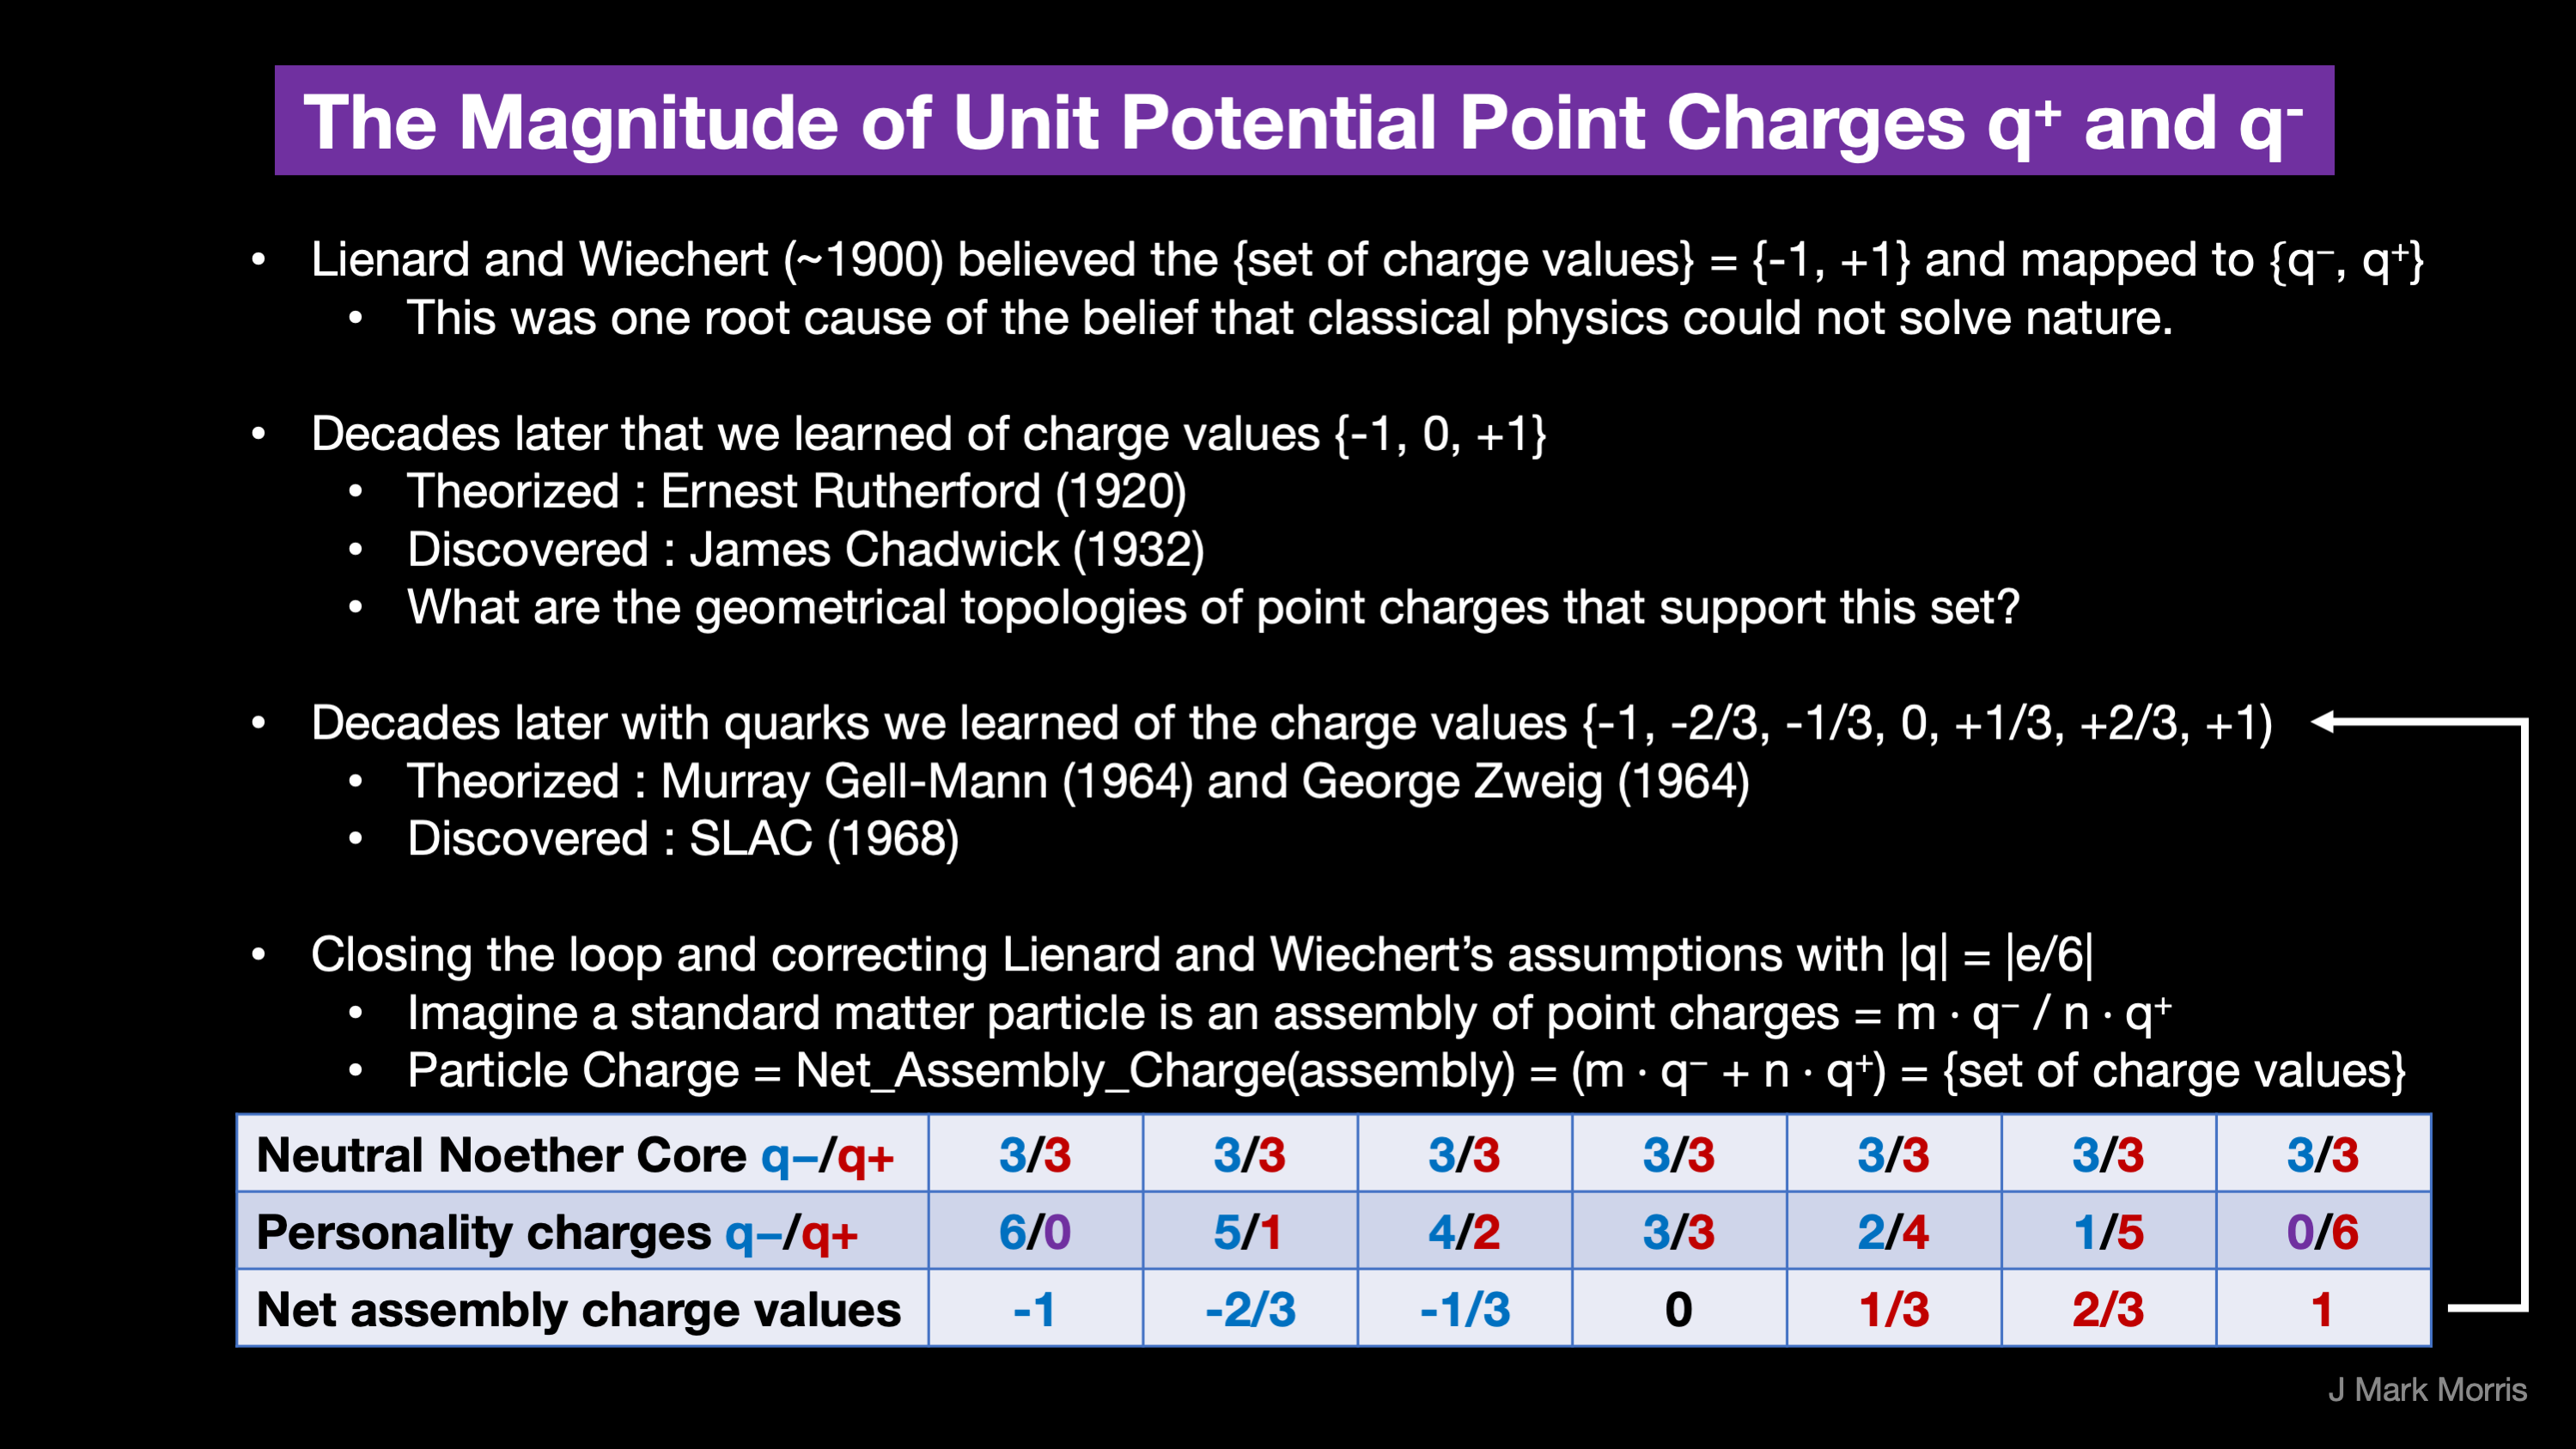 The Magnitude of Unit Potential Point Charges q⁺ and q⁻
• Lienard and Wiechert (~1900) believed the {set of charge values} = {-1, +1} and mapped to {q⁻, q⁺}
• This was one root cause of the belief that classical physics could not solve nature.
• Decades later that we learned of charge values {-1, 0, +1}
• Theorized : Ernest Rutherford (1920)
• Discovered : James Chadwick (1932)
• What are the geometrical topologies of point charges that support this set?
• Decades later with quarks we learned of the charge values {-1, -2/3, -1/3, 0, +1/3, +2/3, +1)
• Theorized : Murray Gell-Mann (1964) and George Zweig (1964)
• Discovered : SLAC (1968)
• Closing the loop and correcting Lienard and Wiechert’s assumptions with |q| = |e/6|
• Imagine a standard matter particle is an assembly of point charges = m · q⁻ / n · q⁺
• Particle Charge = Net_Assembly_Charge(assembly) = (m · q⁻ + n · q⁺) = {set of charge values}
Neutral Noether Core q–/q+ 3/3 3/3 3/3 3/3 3/3 3/3 3/3
Personality charges q–/q+ 6/0 5/1 4/2 3/3 2/4 1/5 0/6
Net assembly charge values -1 -2/3 -1/3 0 1/3 2/3 1
J Mark Morris